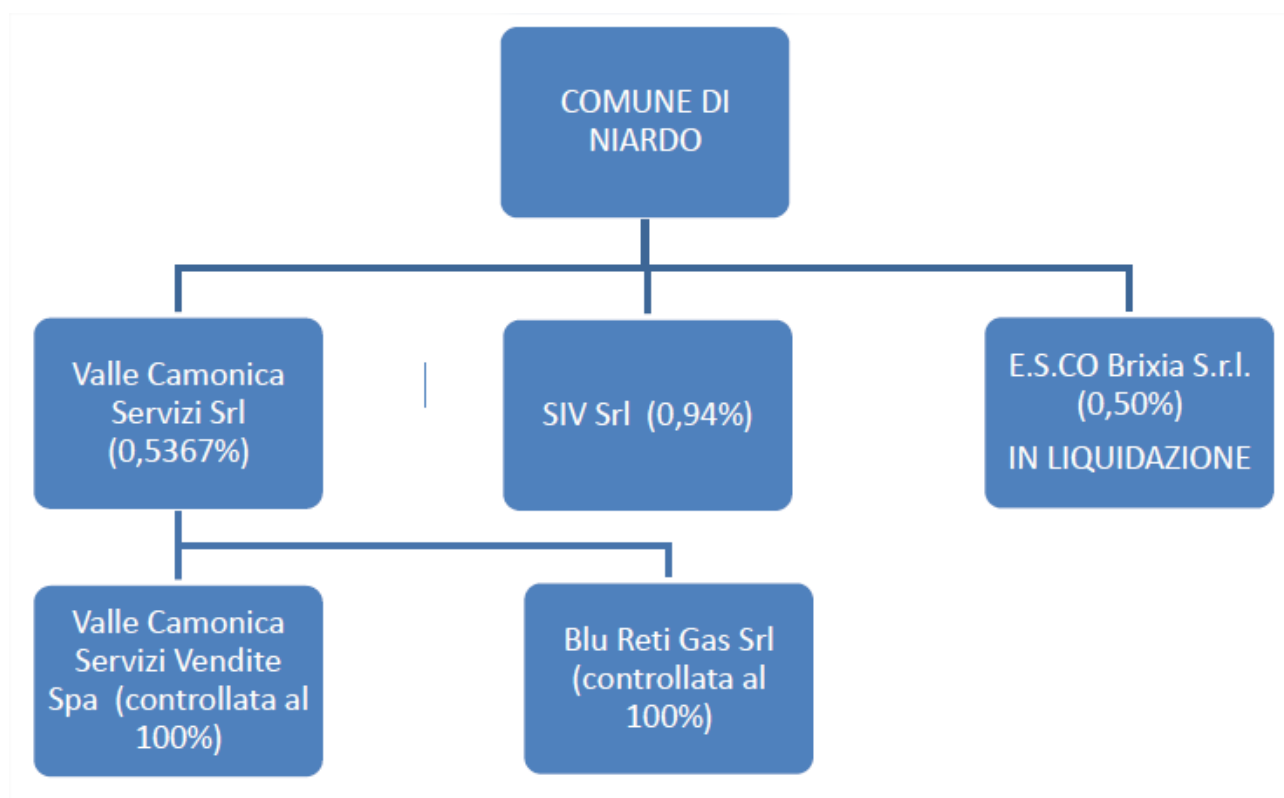 COMUNE DI
NIARDO
Valle Camonica
Servizi Srl
(0,5367%)
SIV Srl (0,94%)
E.S.CO Brixia S.r.l.
(0,50%)
IN LIQUIDAZIONE
Valle Camonica
Servizi Vendite
Spa (controllata al
100%)
Blu Reti Gas Srl
(controllata al
100%)